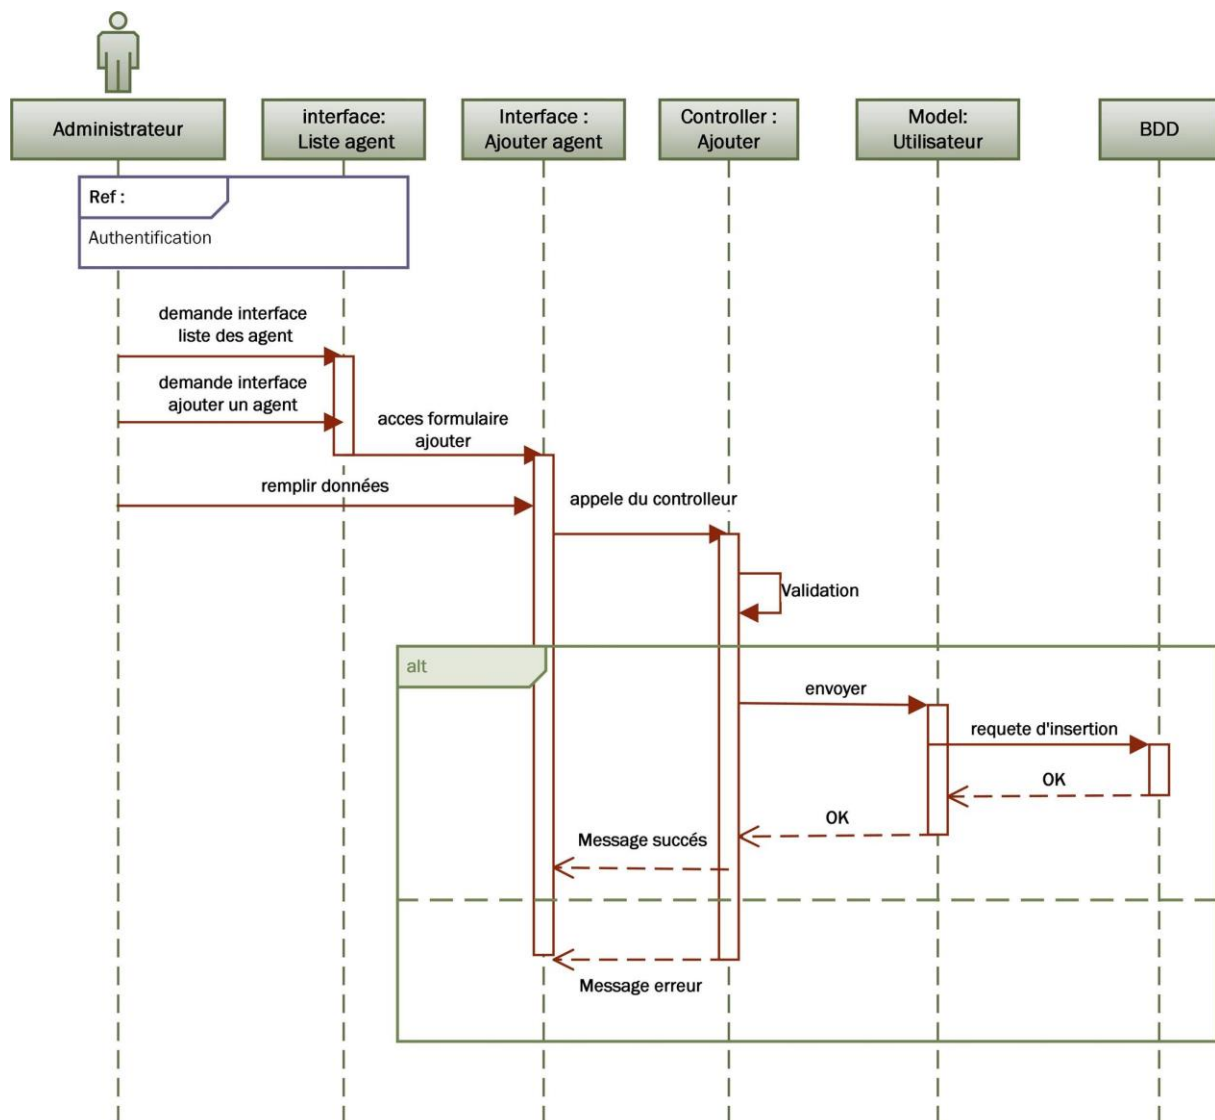 Administrateur
interface:
Liste agent
Interface :
Ajouter agent
Controller :
Ajouter
Model:
Utilisateur
BDD
Ref :
Authentification
demande interface
liste des agent
demande interface
ajouter un agent
acces formulaire
ajouter
remplir données
appele du controlleur
Validation
alt
envoyer
requete d'insertion
OK
OK
Message succés
Message erreur